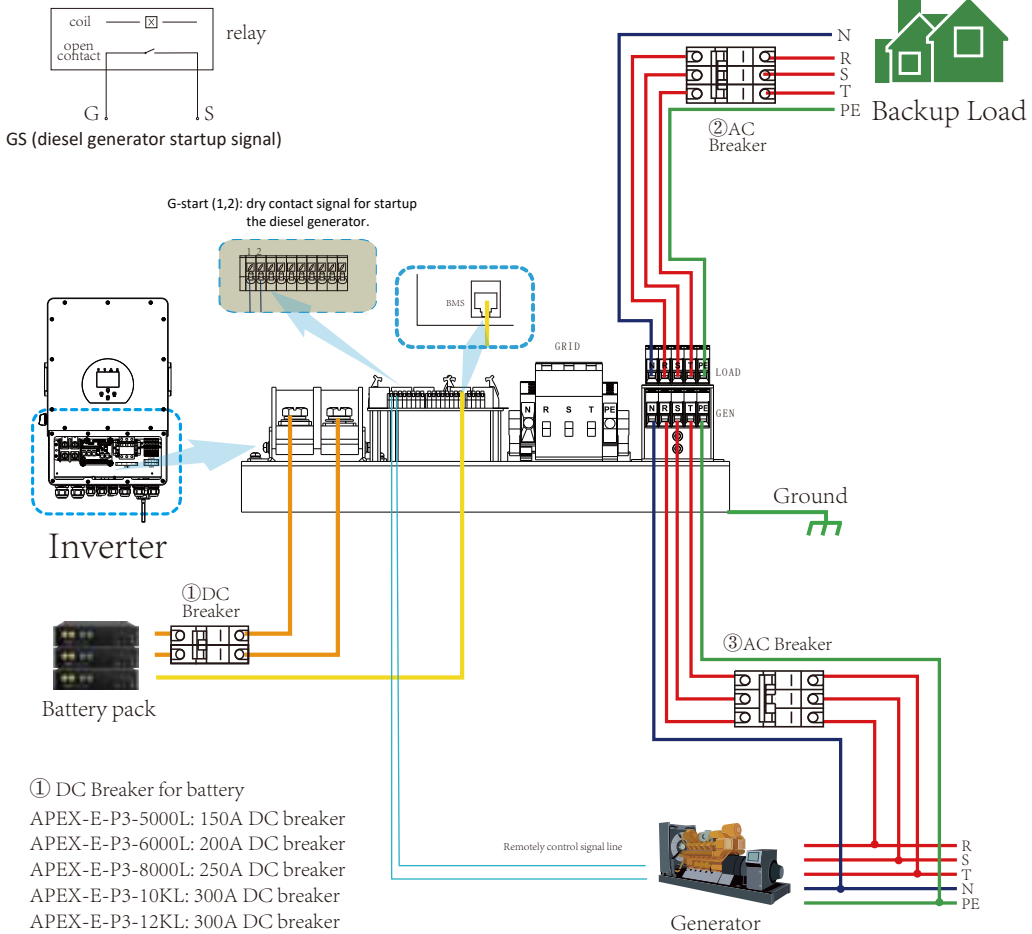 coil
open
contact
relay
G S
GS (diesel generator startup signal)
N
R
S
T
PE
Backup Load
②AC
Breaker
G-start (1,2): dry contact signal for startup
the diesel generator.
1 2
BMS
GRID
N R S T PE
N R S T PE
LOAD
N R S T PE
GEN
Ground
Inverter
①DC
Breaker
③AC Breaker
Battery pack
① DC Breaker for battery
APEX-E-P3-5000L: 150A DC breaker
APEX-E-P3-6000L: 200A DC breaker
APEX-E-P3-8000L: 250A DC breaker
APEX-E-P3-10KL: 300A DC breaker
APEX-E-P3-12KL: 300A DC breaker
Remotely control signal line
Generator
R
S
T
N
PE